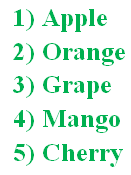 1) Apple
2) Orange
3) Grape
4) Mango
5) Cherry